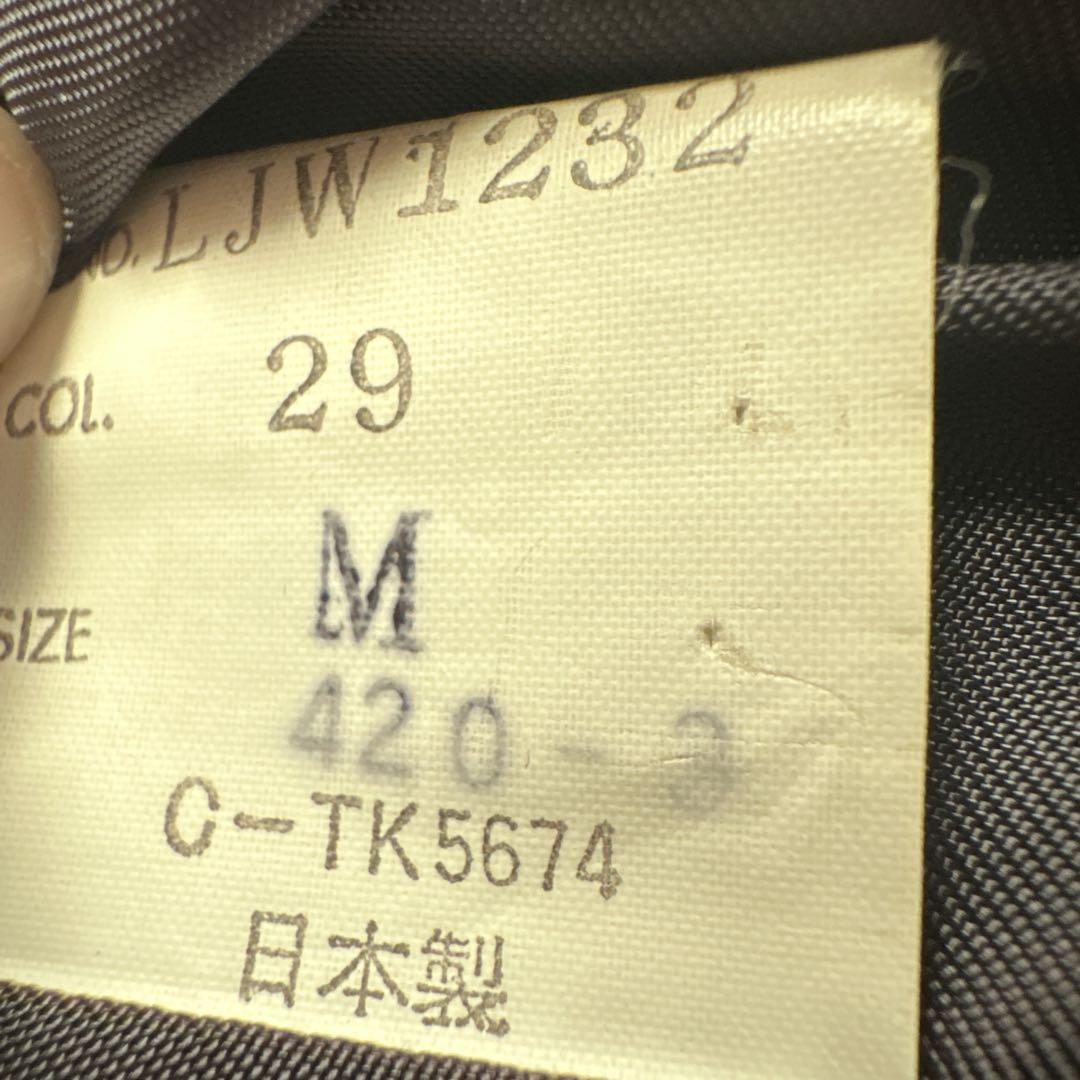 No. LJW1232
COl. 29
SIZE M
420-3
C-TK5674
日本製